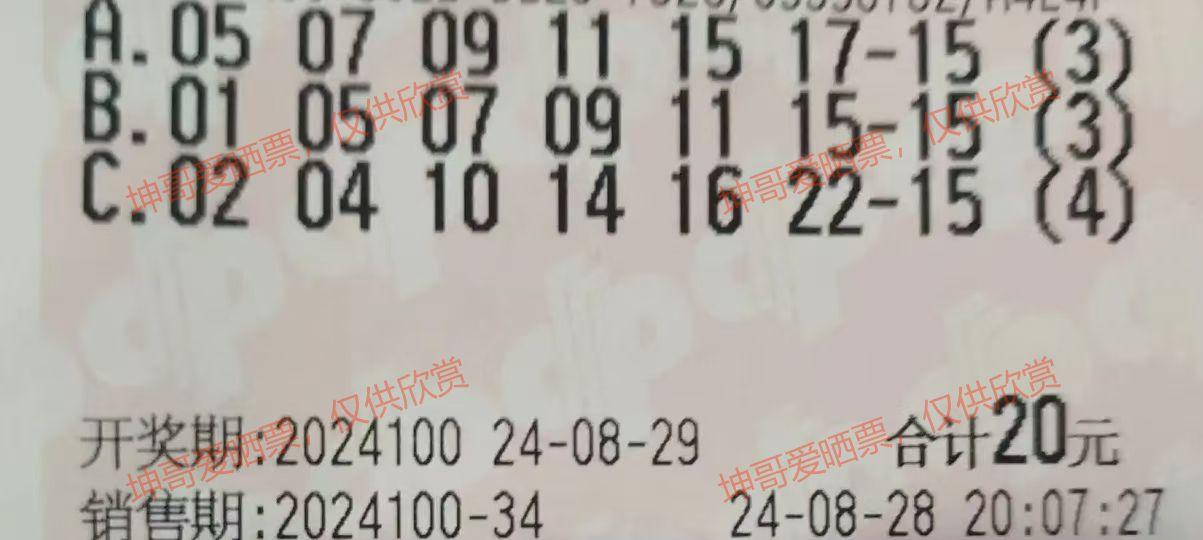 A.05 07 09 11 15 17-15 (3)
B.01 05 07 09 11 15-15 (3)
C.02 04 10 14 16 22-15 (4)
坤哥爱晒票，仅供欣赏
坤哥爱晒票，仅供欣赏
开奖期:2024100 24-08-29 合计20元
销售期:2024100-34 24-08-28 20:07:27
坤哥爱晒票，仅供欣赏
坤哥爱晒票，仅供欣赏